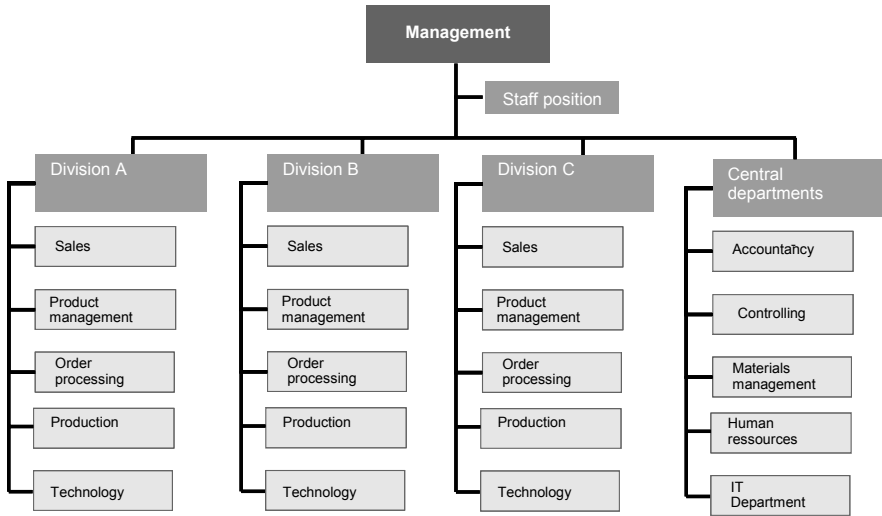 Management
Staff position
Division A
Sales
Product
management
Order
processing
Production
Technology
Division B
Sales
Product
management
Order
processing
Production
Technology
Division C
Sales
Product
management
Order
processing
Production
Technology
Central
departments
Accountancy
Controlling
Materials
management
Human
ressources
IT
Department